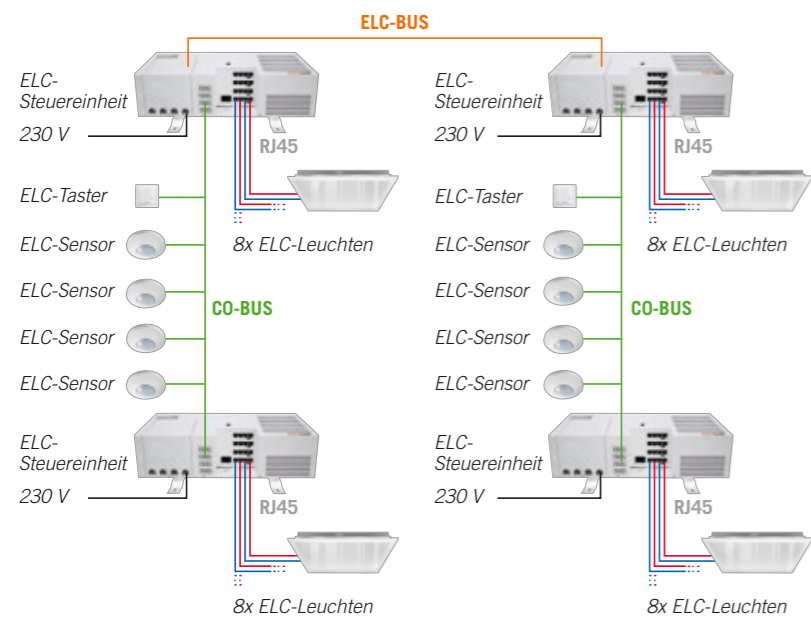 ELC-BUS
ELC-
Steuereinheit
230 V
RJ45
ELC-Taster
ELC-Sensor
8x ELC-Leuchten
ELC-Sensor
CO-BUS
ELC-Sensor
ELC-Sensor
ELC-
Steuereinheit
230 V
RJ45
8x ELC-Leuchten
ELC-
Steuereinheit
230 V
RJ45
ELC-Taster
ELC-Sensor
8x ELC-Leuchten
ELC-Sensor
CO-BUS
ELC-Sensor
ELC-Sensor
ELC-
Steuereinheit
230 V
RJ45
8x ELC-Leuchten